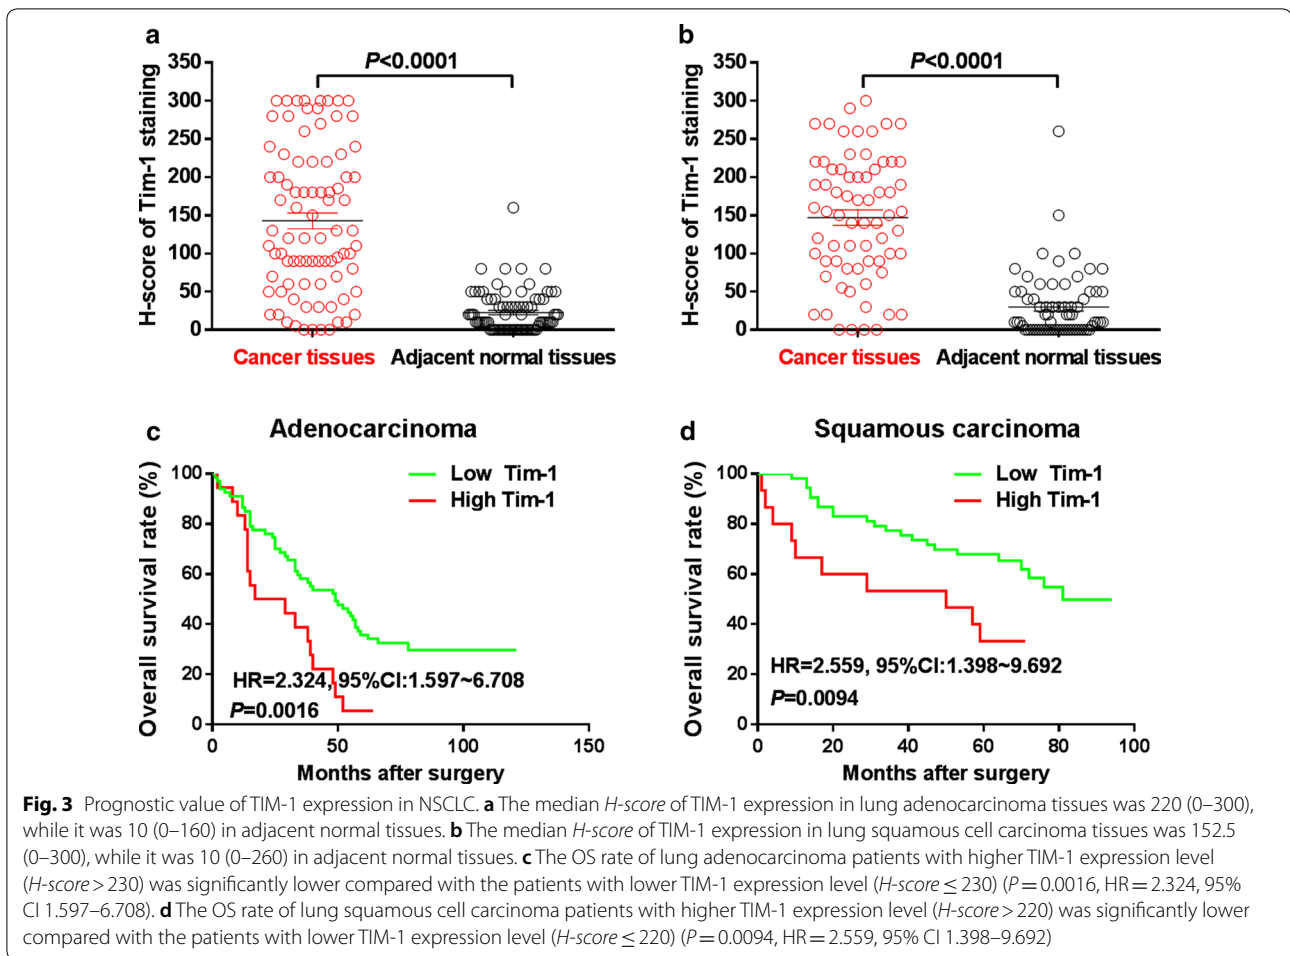 a
P<0.0001
H-score of Tim-1 staining
350
300
250
200
150
100
50
0
Cancer tissues Adjacent normal tissues
b
P<0.0001
H-score of Tim-1 staining
350
300
250
200
150
100
50
0
Cancer tissues Adjacent normal tissues
c Adenocarcinoma
Overall survival rate (%)
100
80
60
40
20
0
Low Tim-1
High Tim-1
HR=2.324, 95%CI:1.597~6.708
P=0.0016
0 50 100 150
Months after surgery
d Squamous carcinoma
Overall survival rate (%)
100
80
60
40
20
0
Low Tim-1
High Tim-1
HR=2.559, 95%CI:1.398~9.692
P=0.0094
0 20 40 60 80 100
Months after surgery
Fig. 3 Prognostic value of TIM-1 expression in NSCLC. a The median H-score of TIM-1 expression in lung adenocarcinoma tissues was 220 (0–300),
while it was 10 (0–160) in adjacent normal tissues. b The median H-score of TIM-1 expression in lung squamous cell carcinoma tissues was 152.5
(0–300), while it was 10 (0–260) in adjacent normal tissues. c The OS rate of lung adenocarcinoma patients with higher TIM-1 expression level
(H-score > 230) was significantly lower compared with the patients with lower TIM-1 expression level (H-score ≤ 230) (P = 0.0016, HR = 2.324, 95%
CI 1.597–6.708). d The OS rate of lung squamous cell carcinoma patients with higher TIM-1 expression level (H-score > 220) was significantly lower
compared with the patients with lower TIM-1 expression level (H-score ≤ 220) (P = 0.0094, HR = 2.559, 95% CI 1.398–9.692)